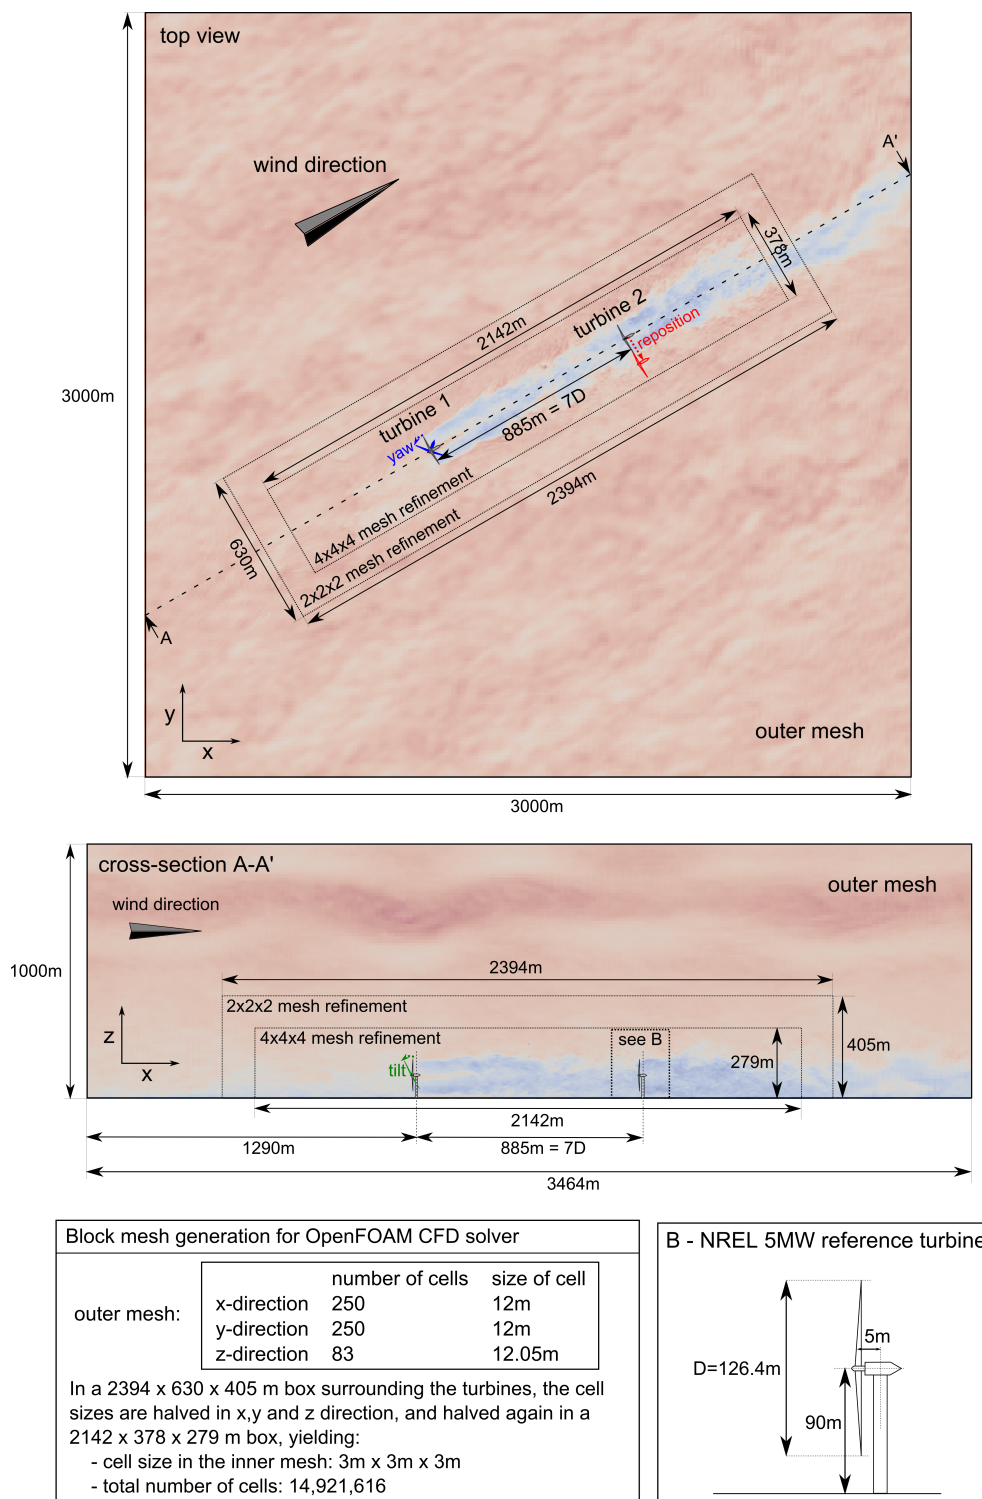 top view
A'
wind direction
378m
turbine 2
2142m
reposition
3000m
turbine 1
885m = 7D
yaw
2394m
4x4x4 mesh refinement
630m
2x2x2 mesh refinement
A
y
x
outer mesh
3000m
cross-section A-A'
outer mesh
wind direction
1000m
2394m
2x2x2 mesh refinement
z
4x4x4 mesh refinement
see B
405m
279m
tilt
x
2142m
1290m
885m = 7D
3464m
Block mesh generation for OpenFOAM CFD solver
number of cells size of cell
outer mesh:
x-direction 250 12m
y-direction 250 12m
z-direction 83 12.05m
In a 2394 x 630 x 405 m box surrounding the turbines, the cell
sizes are halved in x,y and z direction, and halved again in a
2142 x 378 x 279 m box, yielding:
- cell size in the inner mesh: 3m x 3m x 3m
- total number of cells: 14,921,616
B - NREL 5MW reference turbine
5m
D=126.4m
90m